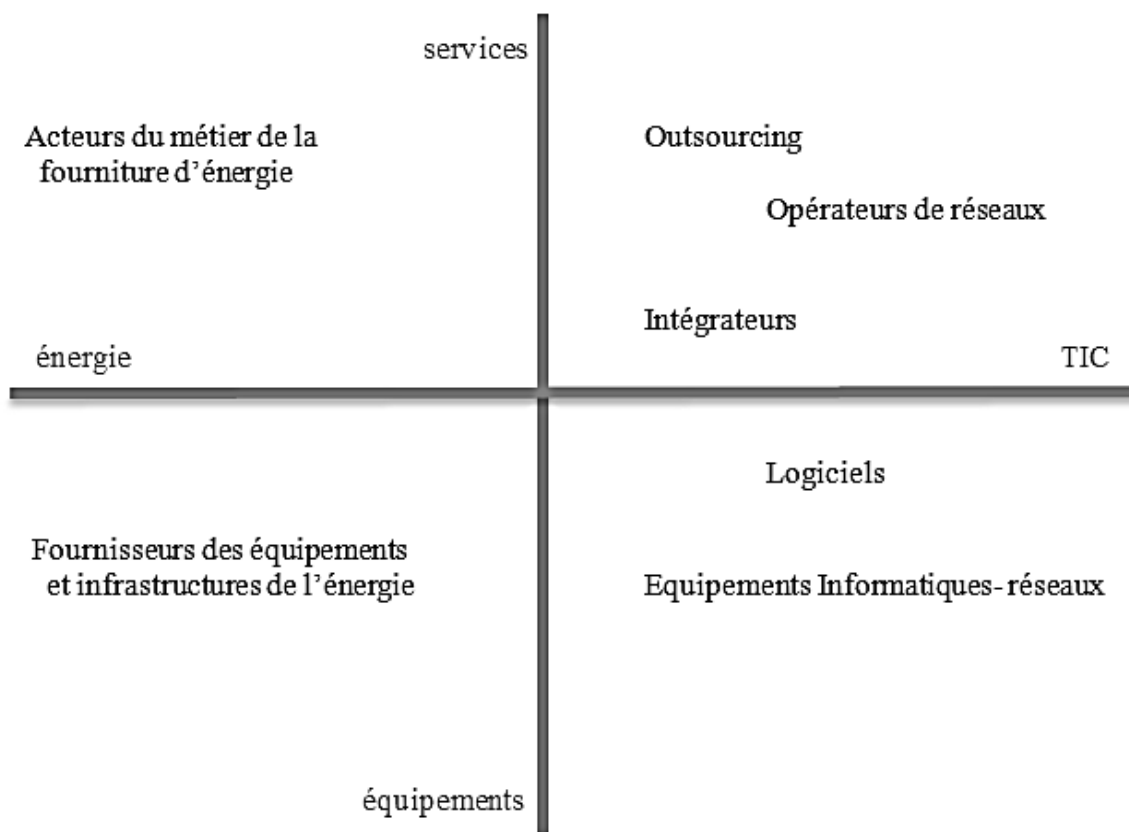 services
Acteurs du métier de la
fourniture d’énergie
Outsourcing
Opérateurs de réseaux
Intégrateurs
énergie
TIC
Logiciels
Fournisseurs des équipements
et infrastructures de l’énergie
Equipements Informatiques- réseaux
équipements